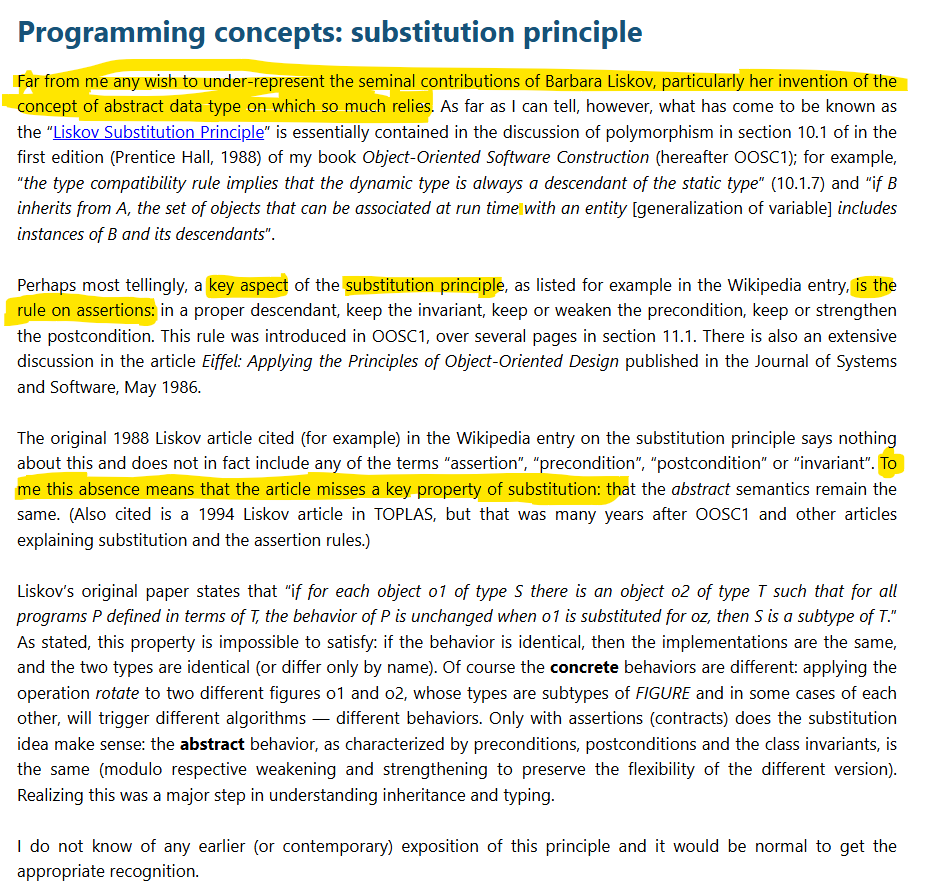 Programming concepts: substitution principle
Far from me any wish to under-represent the seminal contributions of Barbara Liskov, particularly her invention of the
concept of abstract data type on which so much relies. As far as I can tell, however, what has come to be known as
the “Liskov Substitution Principle” is essentially contained in the discussion of polymorphism in section 10.1 of in the
first edition (Prentice Hall, 1988) of my book Object-Oriented Software Construction (hereafter OOSC1); for example,
“the type compatibility rule implies that the dynamic type is always a descendant of the static type” (10.1.7) and “if B
inherits from A, the set of objects that can be associated at run time with an entity [generalization of variable] includes
instances of B and its descendants”.
Perhaps most tellingly, a key aspect of the substitution principle, as listed for example in the Wikipedia entry, is the
rule on assertions: in a proper descendant, keep the invariant, keep or weaken the precondition, keep or strengthen
the postcondition. This rule was introduced in OOSC1, over several pages in section 11.1. There is also an extensive
discussion in the article Eiffel: Applying the Principles of Object-Oriented Design published in the Journal of Systems
and Software, May 1986.
The original 1988 Liskov article cited (for example) in the Wikipedia entry on the substitution principle says nothing
about this and does not in fact include any of the terms “assertion”, “precondition”, “postcondition” or “invariant”. To
me this absence means that the article misses a key property of substitution: that the abstract semantics remain the
same. (Also cited is a 1994 Liskov article in TOPLAS, but that was many years after OOSC1 and other articles
explaining substitution and the assertion rules.)
Liskov’s original paper states that “if for each object o1 of type S there is an object o2 of type T such that for all
programs P defined in terms of T, the behavior of P is unchanged when o1 is substituted for oz, then S is a subtype of T.”
As stated, this property is impossible to satisfy: if the behavior is identical, then the implementations are the same,
and the two types are identical (or differ only by name). Of course the concrete behaviors are different: applying the
operation rotate to two different figures o1 and o2, whose types are subtypes of FIGURE and in some cases of each
other, will trigger different algorithms — different behaviors. Only with assertions (contracts) does the substitution
idea make sense: the abstract behavior, as characterized by preconditions, postconditions and the class invariants, is
the same (modulo respective weakening and strengthening to preserve the flexibility of the different version).
Realizing this was a major step in understanding inheritance and typing.
I do not know of any earlier (or contemporary) exposition of this principle and it would be normal to get the
appropriate recognition.